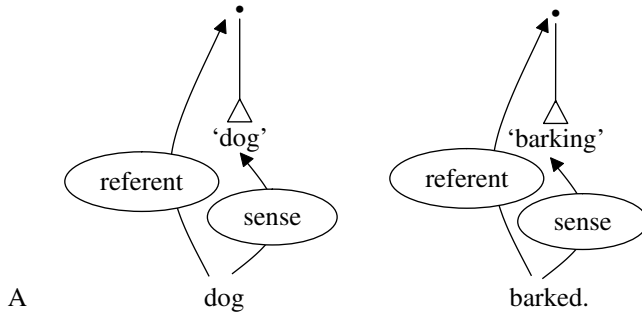 ‘dog’ ‘barking’
referent referent
sense sense
A dog barked.